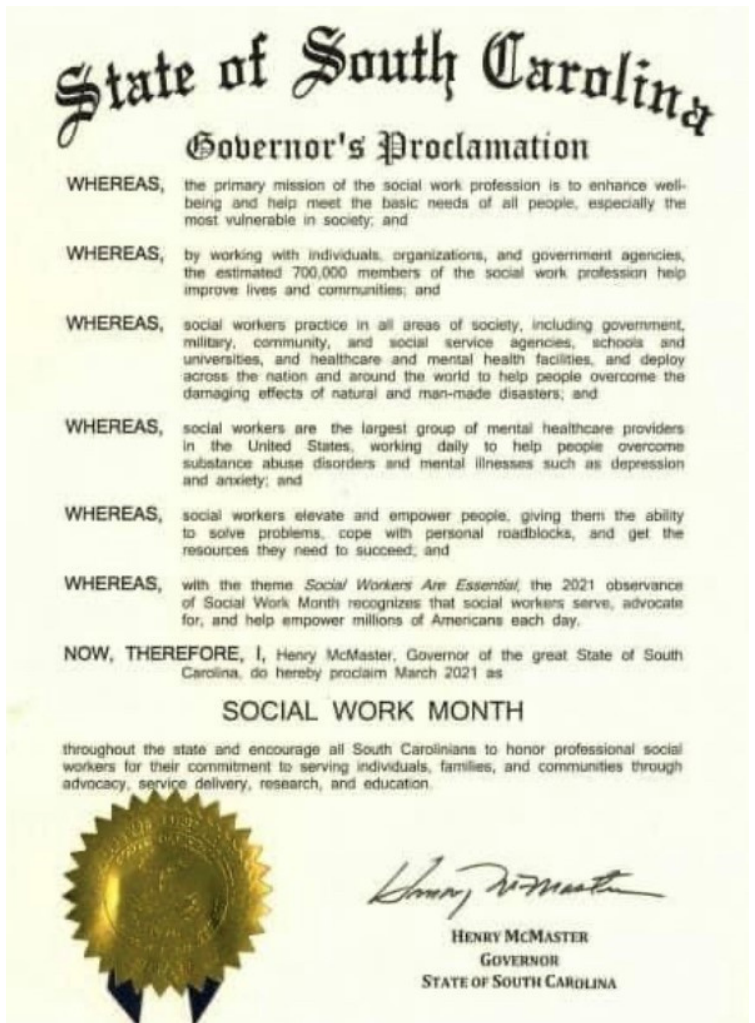 State of South Carolina
Governor's Proclamation
WHEREAS, the primary mission of the social work profession is to enhance well-
being and help meet the basic needs of all people, especially the
most vulnerable in society; and
WHEREAS, by working with individuals, organizations, and government agencies,
the estimated 700,000 members of the social work profession help
improve lives and communities; and
WHEREAS, social workers practice in all areas of society, including government,
military, community, and social service agencies, schools and
universities, and healthcare and mental health facilities, and deploy
across the nation and around the world to help people overcome the
damaging effects of natural and man-made disasters; and
WHEREAS, social workers are the largest group of mental healthcare providers
in the United States, working daily to help people overcome
substance abuse disorders and mental illnesses such as depression
and anxiety; and
WHEREAS, social workers elevate and empower people, giving them the ability
to solve problems, cope with personal roadblocks, and get the
resources they need to succeed; and
WHEREAS, with the theme Social Workers Are Essential, the 2021 observance
of Social Work Month recognizes that social workers serve, advocate
for, and help empower millions of Americans each day.
NOW, THEREFORE, I, Henry McMaster, Governor of the great State of South
Carolina, do hereby proclaim March 2021 as
SOCIAL WORK MONTH
throughout the state and encourage all South Carolinians to honor professional social
workers for their commitment to serving individuals, families, and communities through
advocacy, service delivery, research, and education.
Henry McMaster
HENRY MCMASTER
GOVERNOR
STATE OF SOUTH CAROLINA